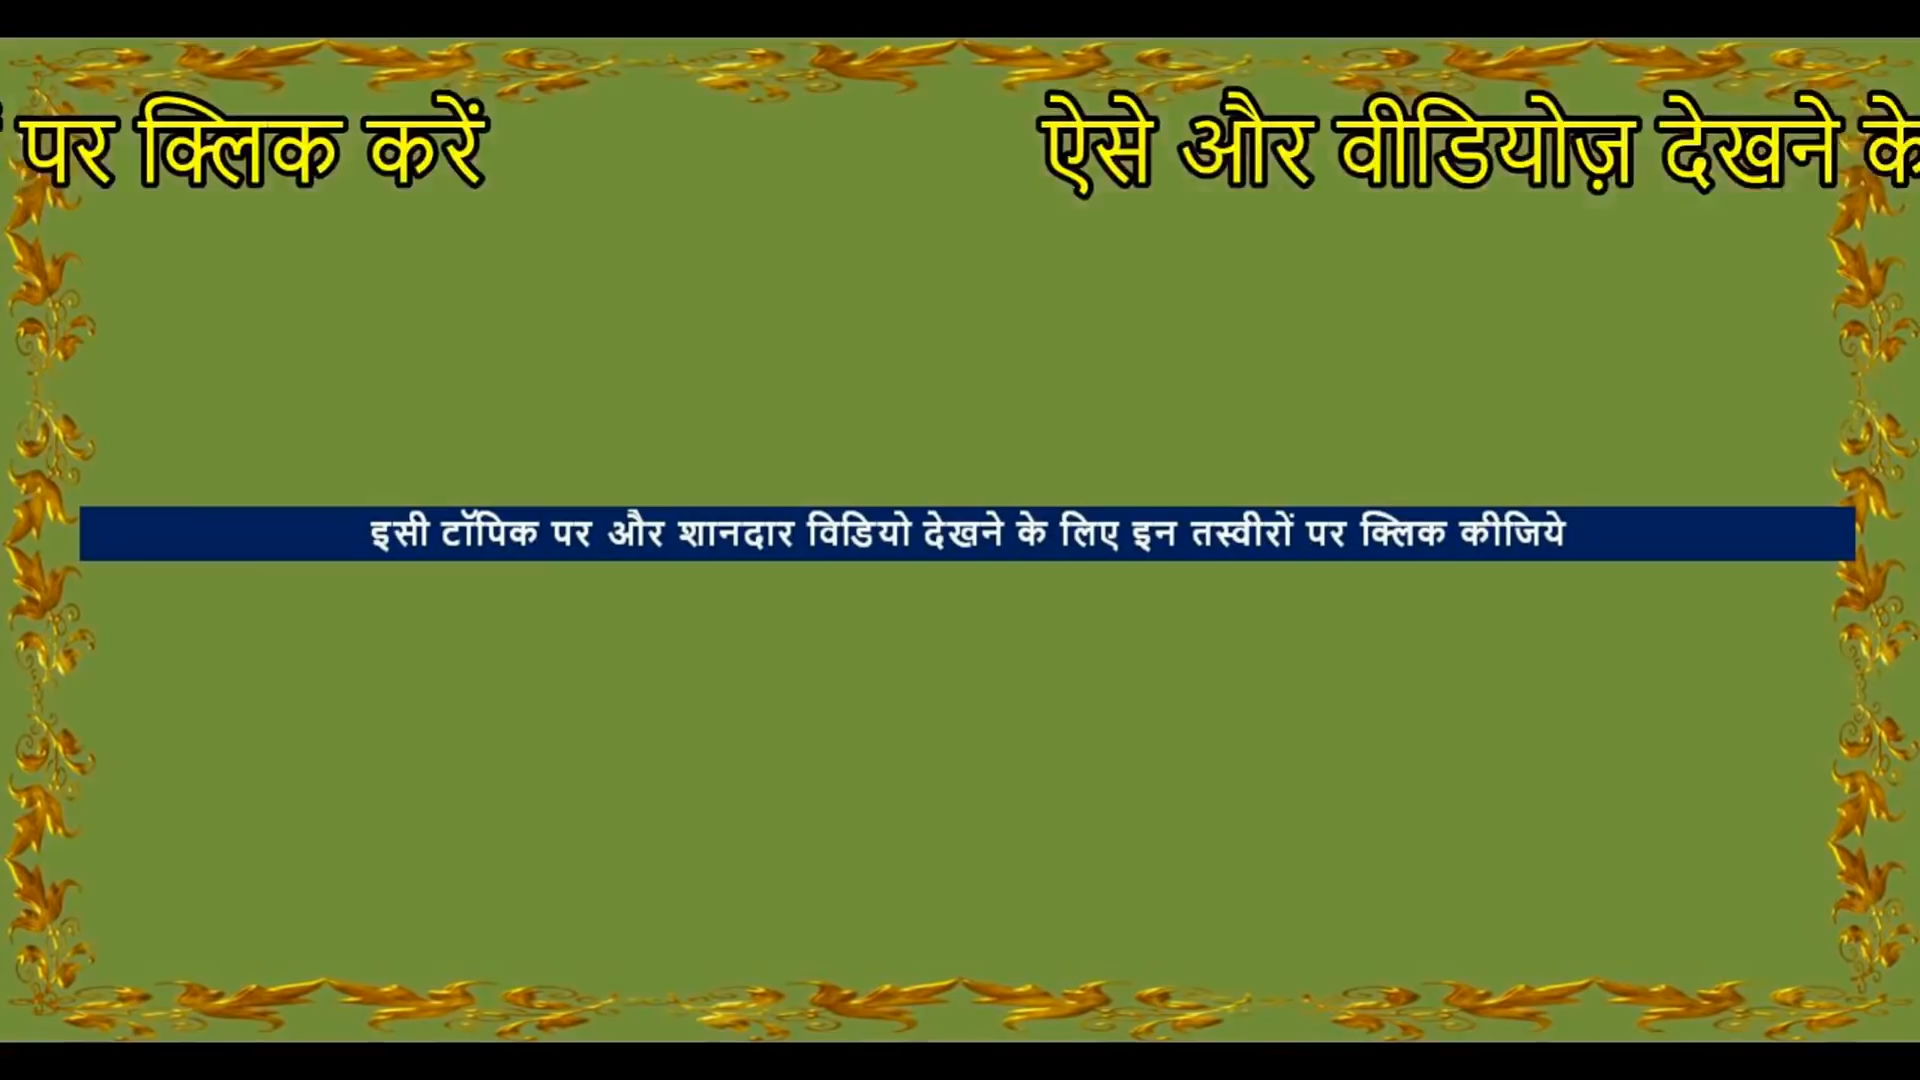 पर क्लिक करें ऐसे और वीडियोज़ देखने के
इसी टॉपिक पर और शानदार विडियो देखने के लिए इन तस्वीरों पर क्लिक कीजिये